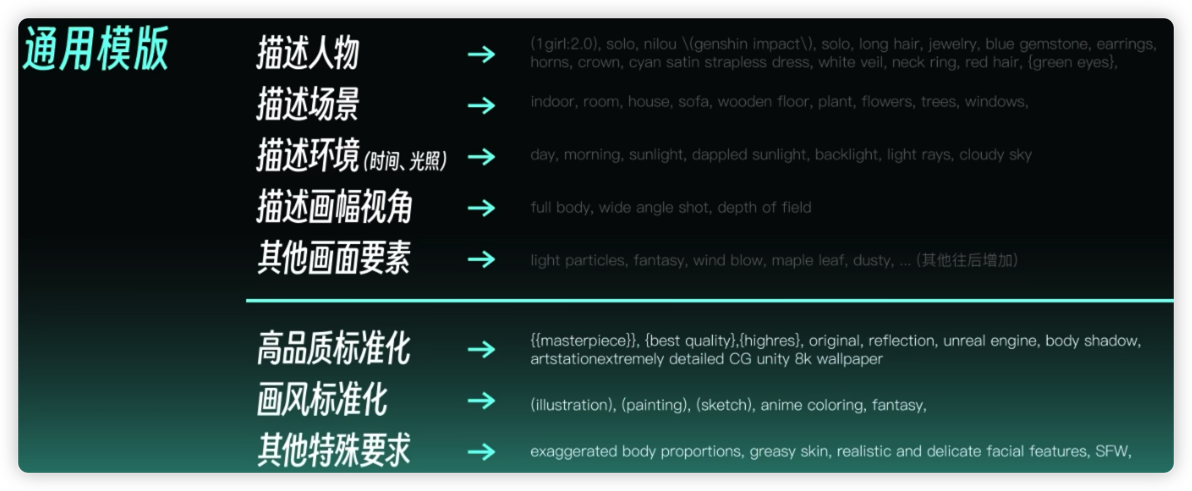 通用模版
描述人物 → (1girl:2.0), solo, nilou \(genshin impact\), solo, long hair, jewelry, blue gemstone, earrings,
horns, crown, cyan satin strapless dress, white veil, neck ring, red hair, {green eyes},
描述场景 → indoor, room, house, sofa, wooden floor, plant, flowers, trees, windows,
描述环境 (时间、光照) → day, morning, sunlight, dappled sunlight, backlight, light rays, cloudy sky
描述画幅视角 → full body, wide angle shot, depth of field
其他画面要素 → light particles, fantasy, wind blow, maple leaf, dusty, ... (其他往后增加)
高品质标准化 → {{masterpiece}}, {best quality},{highres}, original, reflection, unreal engine, body shadow,
artstationextremely detailed CG unity 8k wallpaper
画风标准化 → (illustration), (painting), (sketch), anime coloring, fantasy,
其他特殊要求 → exaggerated body proportions, greasy skin, realistic and delicate facial features, SFW,